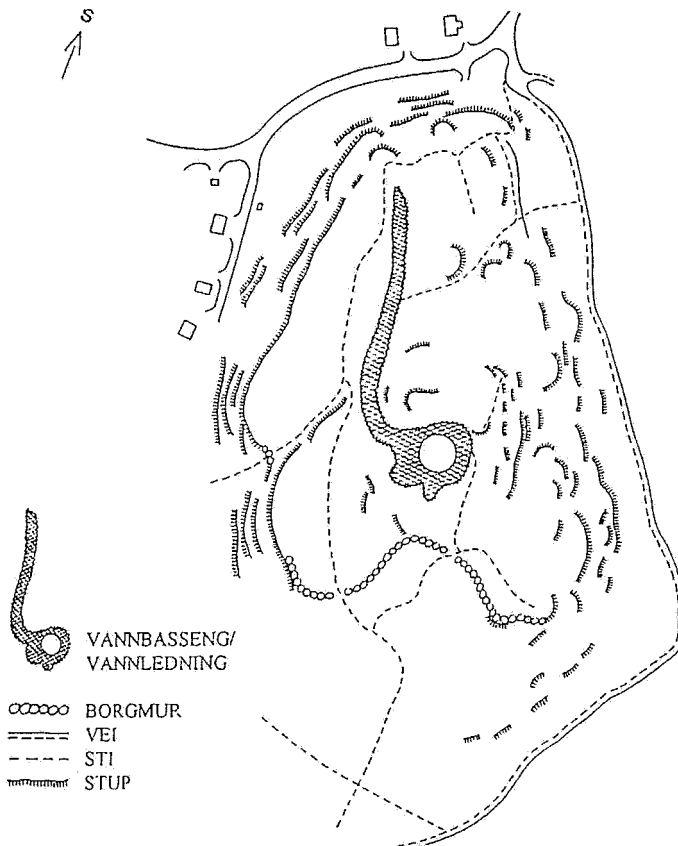 S
VANNBASSENG/
VANNLEDNING
BORGMUR
VEI
STI
STUP